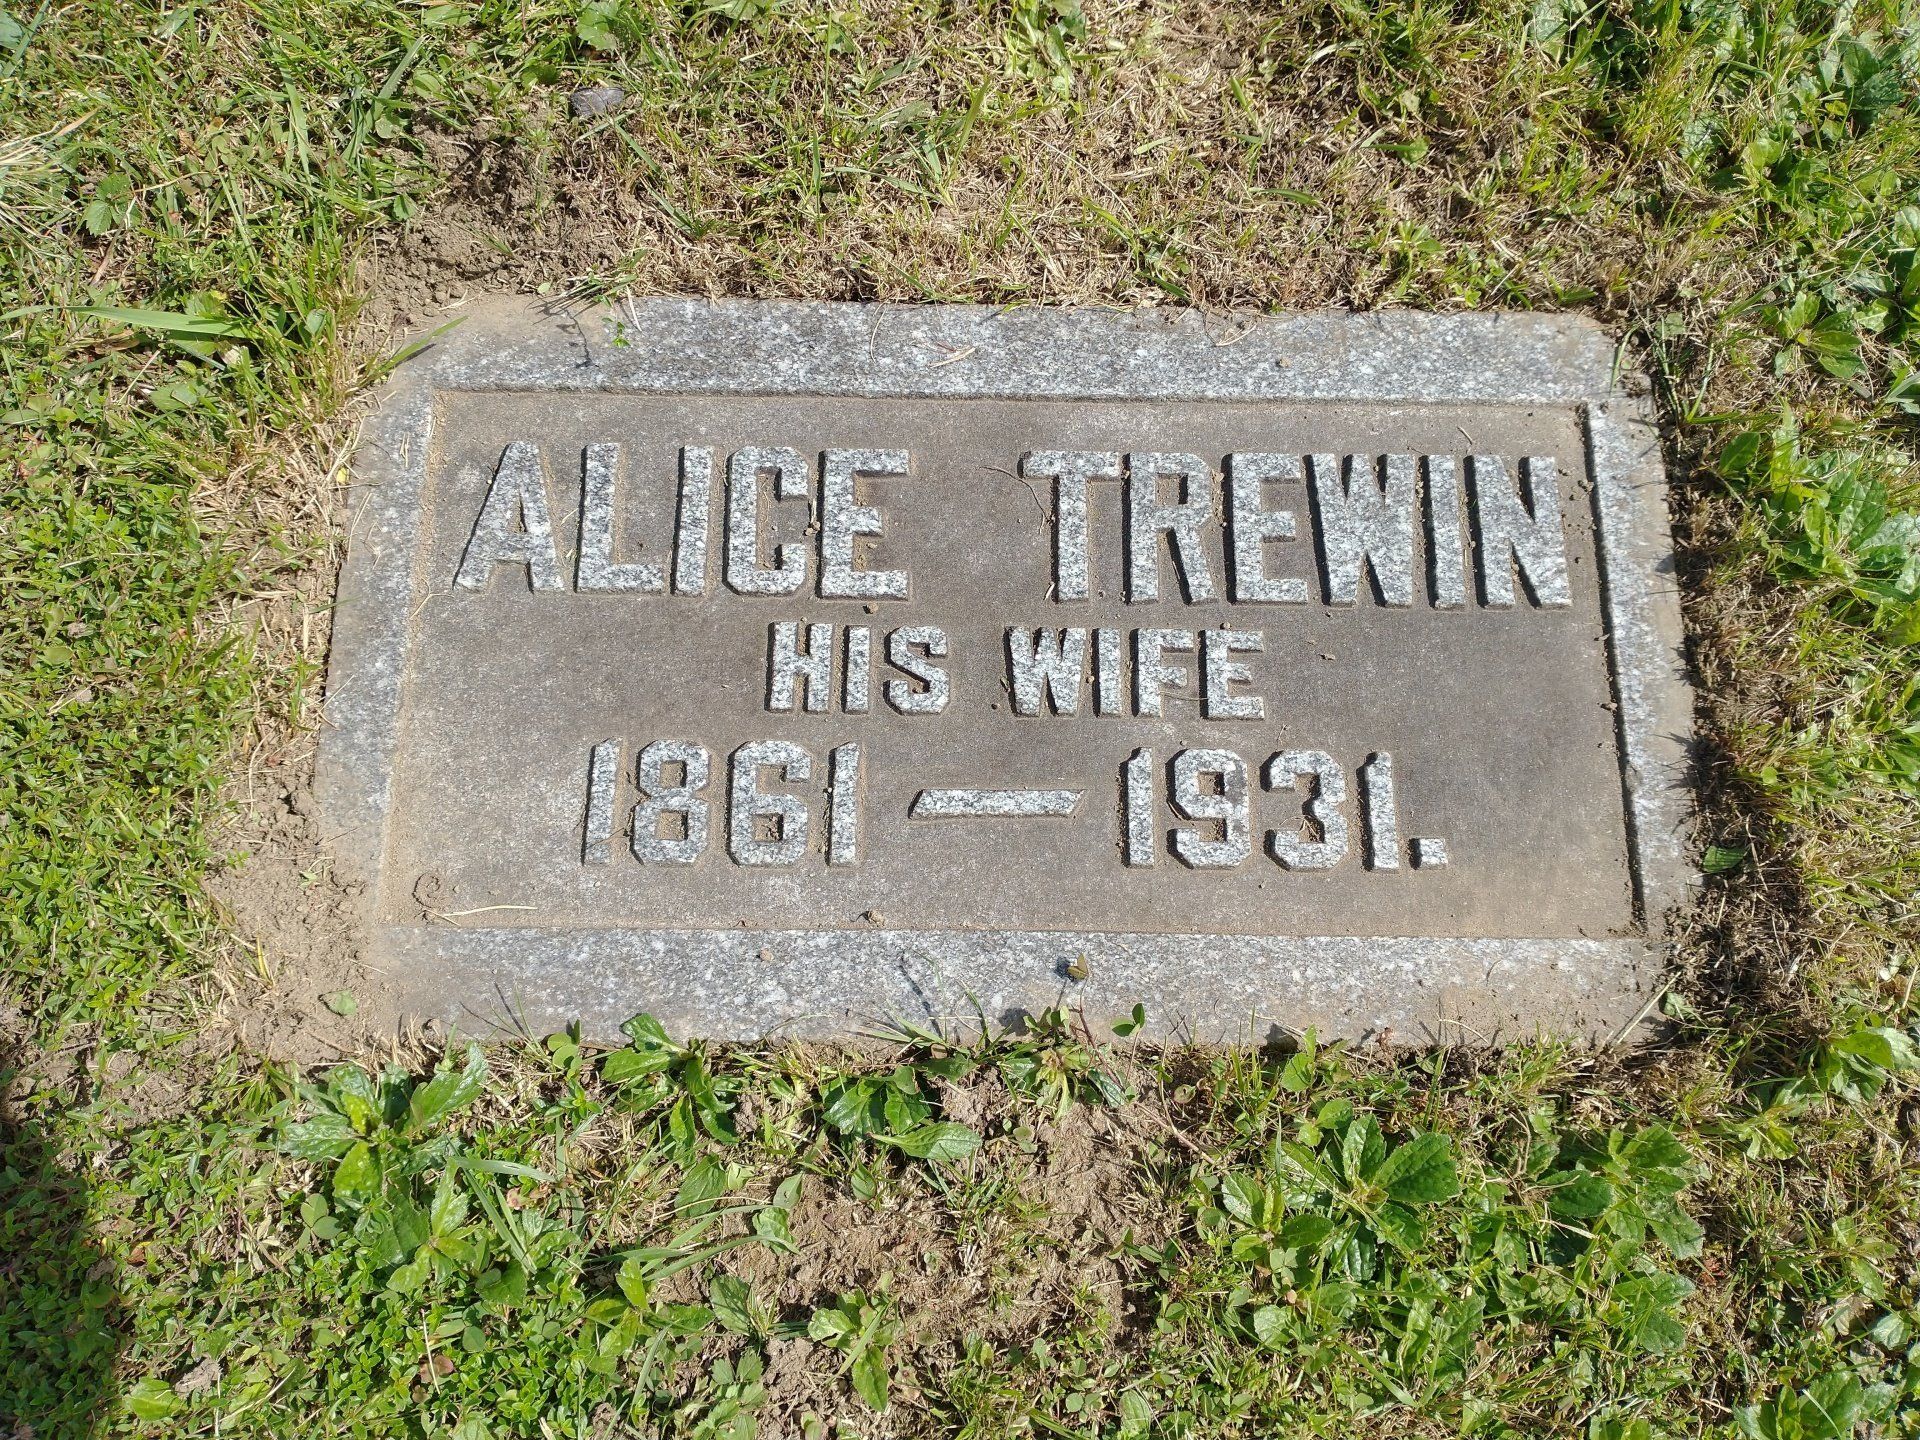 ALICE TREWIN
HIS WIFE
1861 — 1931.